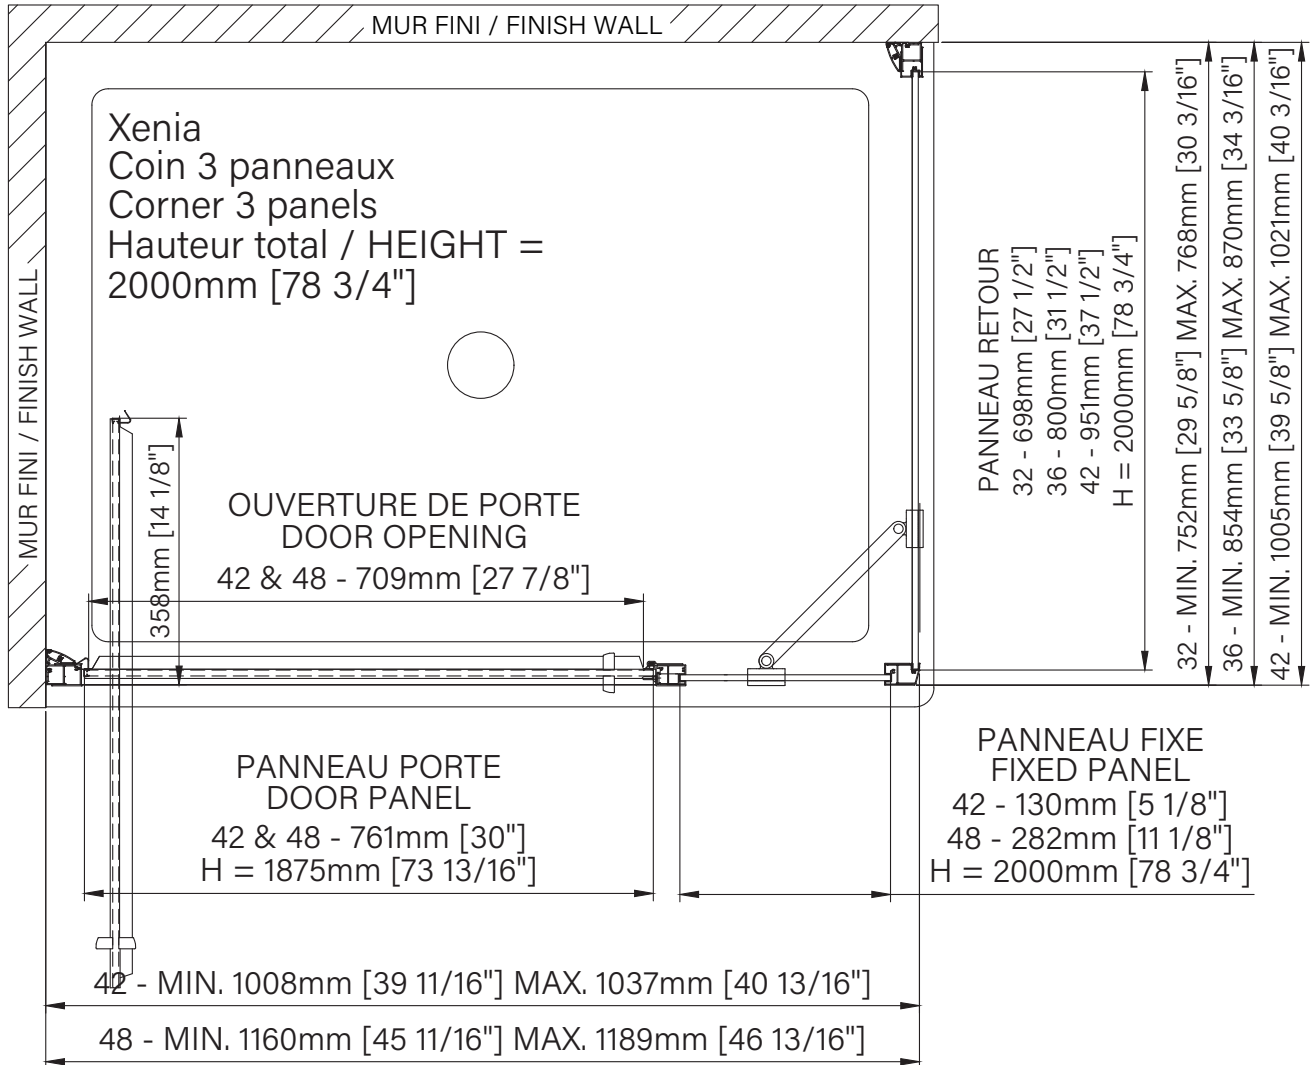 MUR FINI / FINISH WALL
Xenia
Coin 3 panneaux
Corner 3 panels
Hauteur total / HEIGHT =
2000mm [78 3/4"]
MUR FINI / FINISH WALL
358mm [14 1/8"]
OUVERTURE DE PORTE
DOOR OPENING
42 & 48 - 709mm [27 7/8"]
PANNEAU RETOUR
32 - 698mm [27 1/2"]
36 - 800mm [31 1/2"]
42 - 951mm [37 1/2"]
H = 2000mm [78 3/4"]
32 - MIN. 752mm [29 5/8"] MAX. 768mm [30 3/16"]
36 - MIN. 854mm [33 5/8"] MAX. 870mm [34 3/16"]
42 - MIN. 1005mm [39 5/8"] MAX. 1021mm [40 3/16"]
PANNEAU PORTE
DOOR PANEL
42 & 48 - 761mm [30"]
H = 1875mm [73 13/16"]
PANNEAU FIXE
FIXED PANEL
42 - 130mm [5 1/8"]
48 - 282mm [11 1/8"]
H = 2000mm [78 3/4"]
42 - MIN. 1008mm [39 11/16"] MAX. 1037mm [40 13/16"]
48 - MIN. 1160mm [45 11/16"] MAX. 1189mm [46 13/16"]